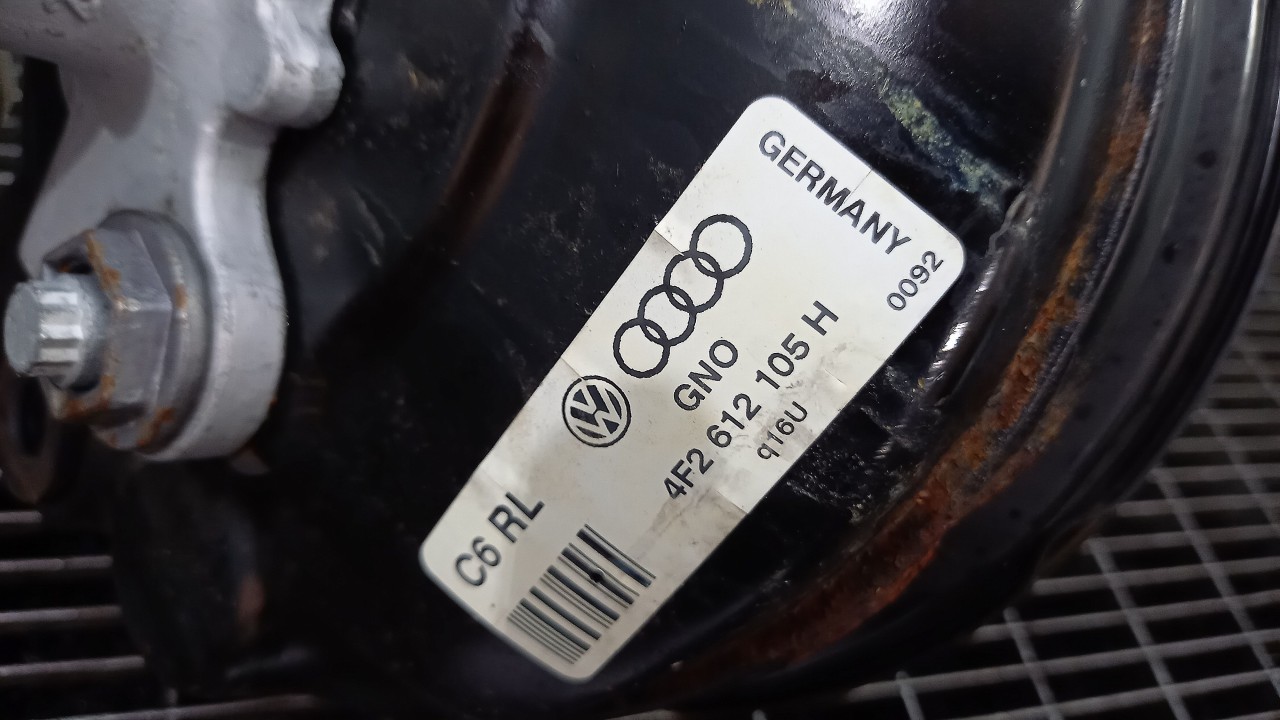 GERMANY
0092
GNO
4F2 612 105 H
q16U
C6 RL